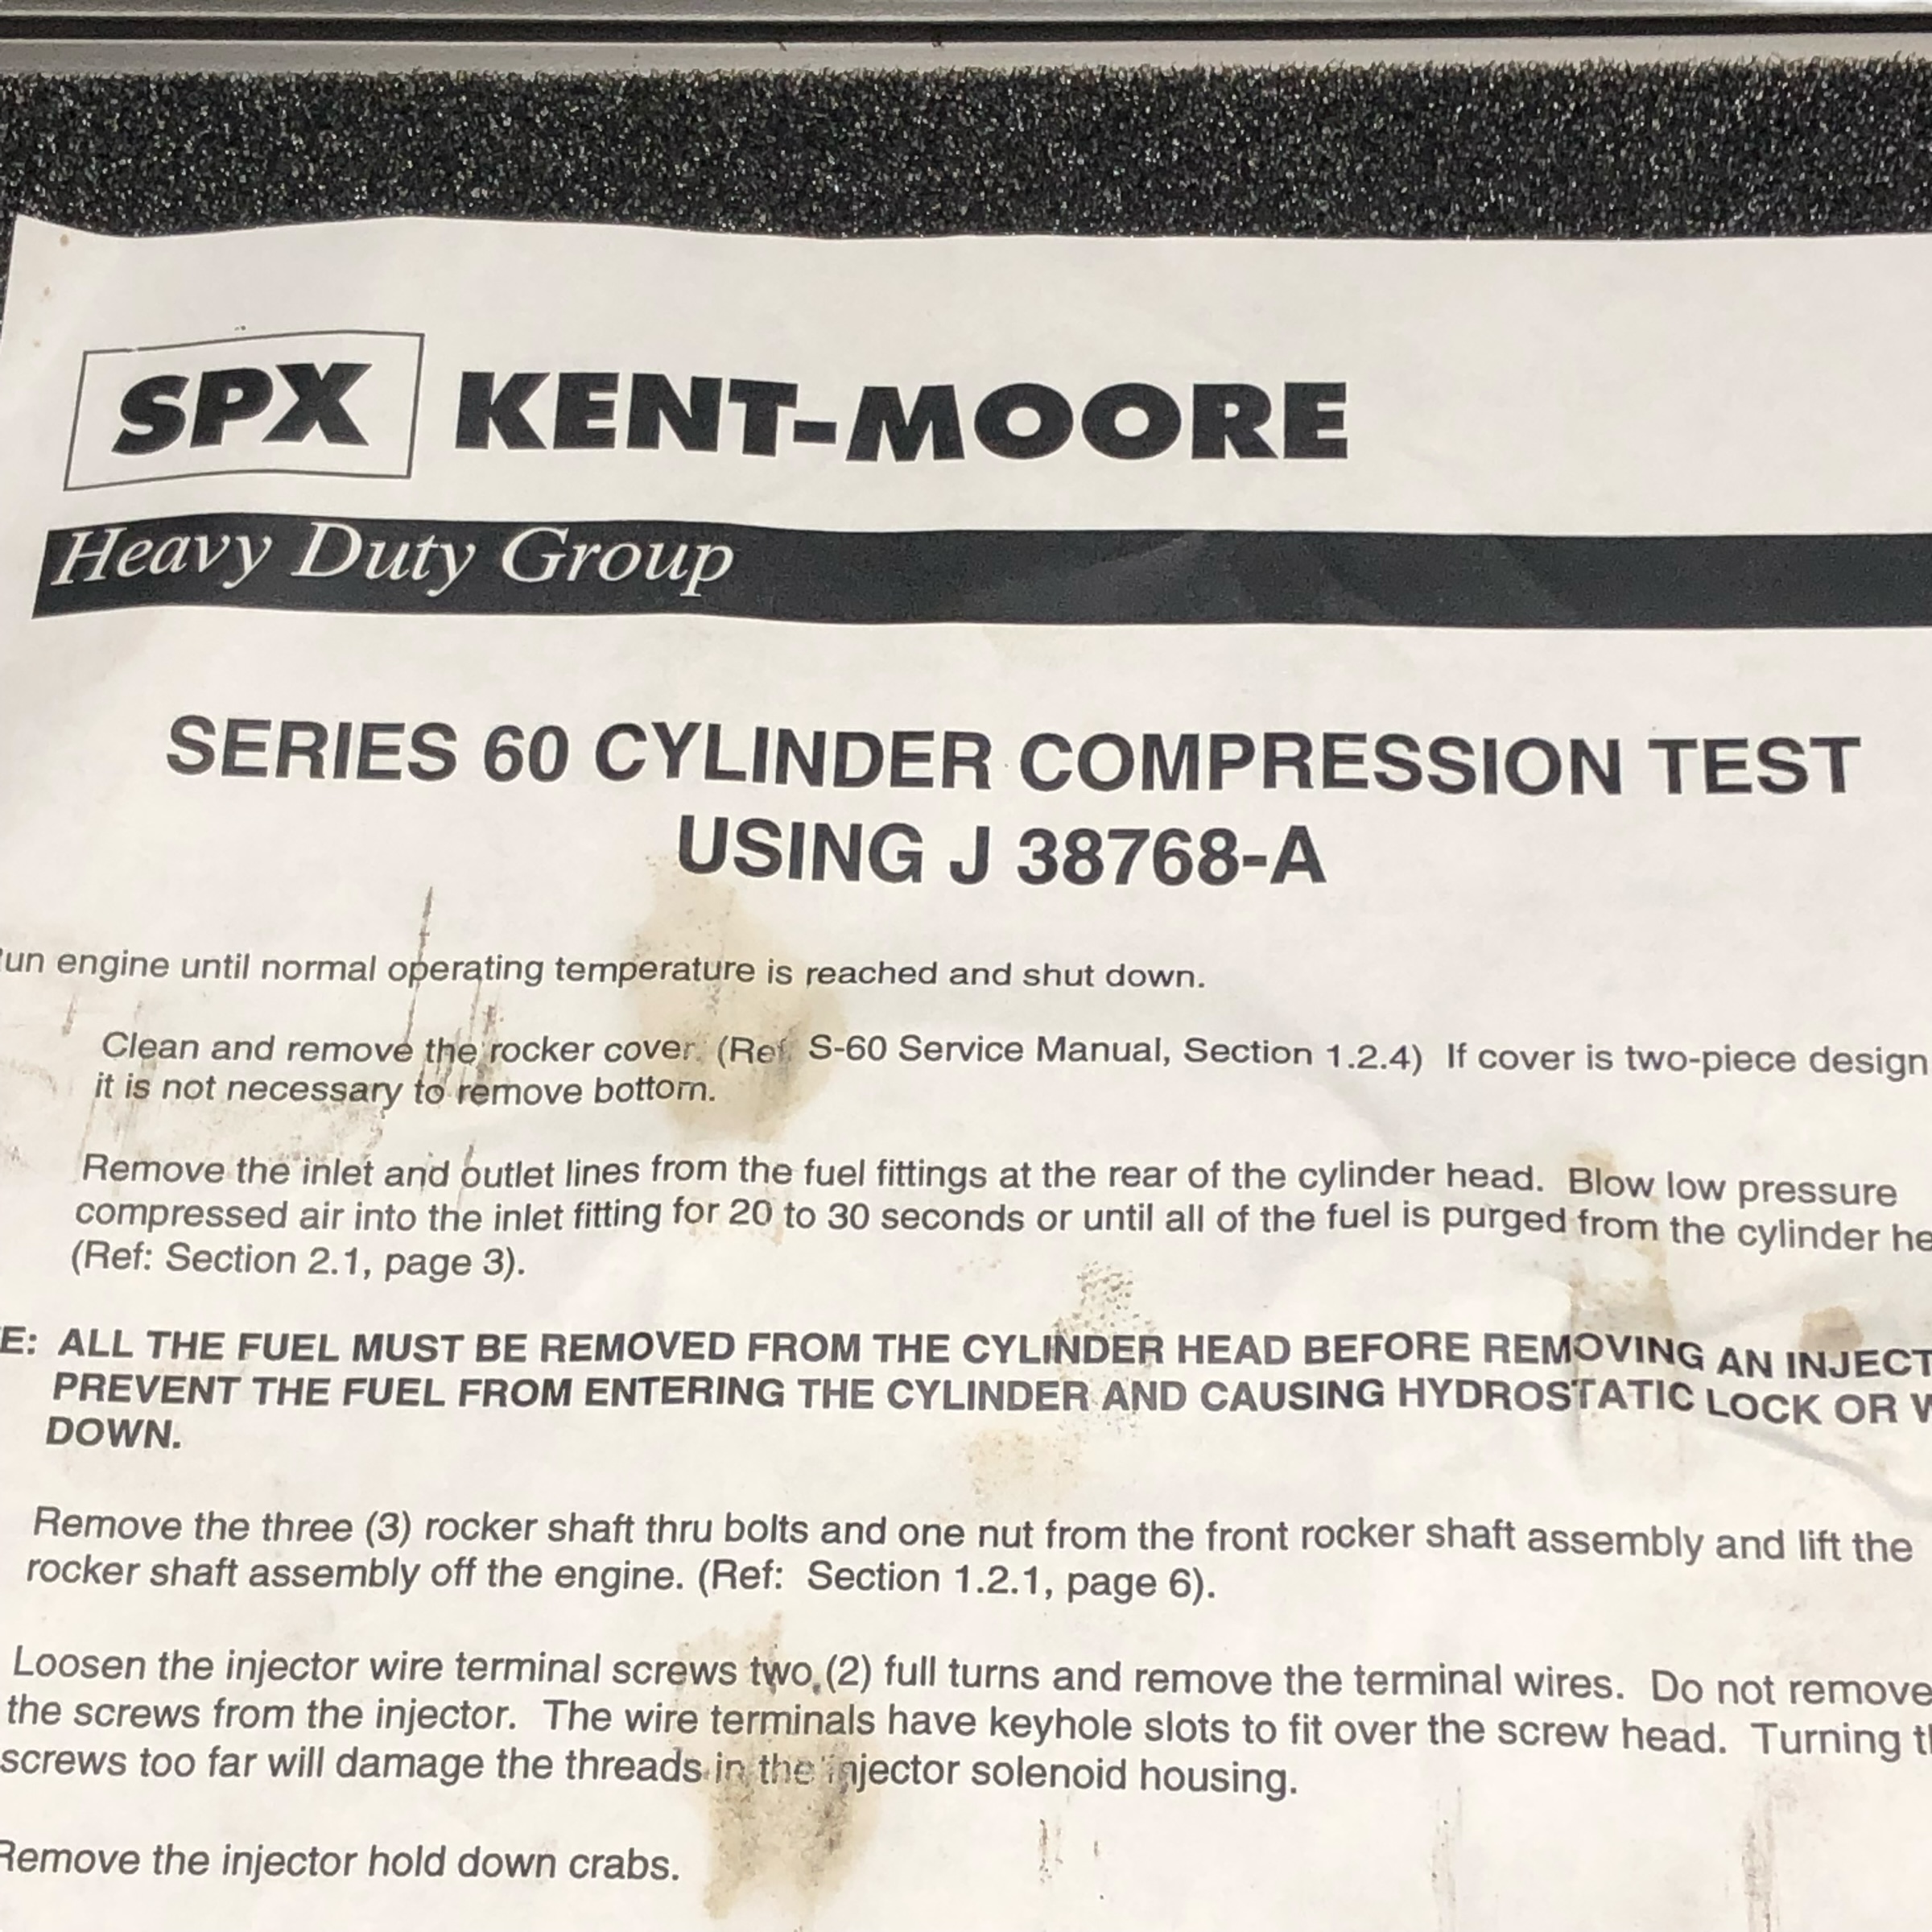 SPX KENT-MOORE
Heavy Duty Group
SERIES 60 CYLINDER COMPRESSION TEST
USING J 38768-A
un engine until normal operating temperature is reached and shut down.
Clean and remove the rocker cover. (Ref. S-60 Service Manual, Section 1.2.4) If cover is two-piece design
it is not necessary to remove bottom.
Remove the inlet and outlet lines from the fuel fittings at the rear of the cylinder head. Blow low pressure
compressed air into the inlet fitting for 20 to 30 seconds or until all of the fuel is purged from the cylinder he
(Ref: Section 2.1, page 3).
E: ALL THE FUEL MUST BE REMOVED FROM THE CYLINDER HEAD BEFORE REMOVING AN INJECT
PREVENT THE FUEL FROM ENTERING THE CYLINDER AND CAUSING HYDROSTATIC LOCK OR W
DOWN.
Remove the three (3) rocker shaft thru bolts and one nut from the front rocker shaft assembly and lift the
rocker shaft assembly off the engine. (Ref: Section 1.2.1, page 6).
Loosen the injector wire terminal screws two (2) full turns and remove the terminal wires. Do not remove
the screws from the injector. The wire terminals have keyhole slots to fit over the screw head. Turning th
screws too far will damage the threads in the injector solenoid housing.
Remove the injector hold down crabs.